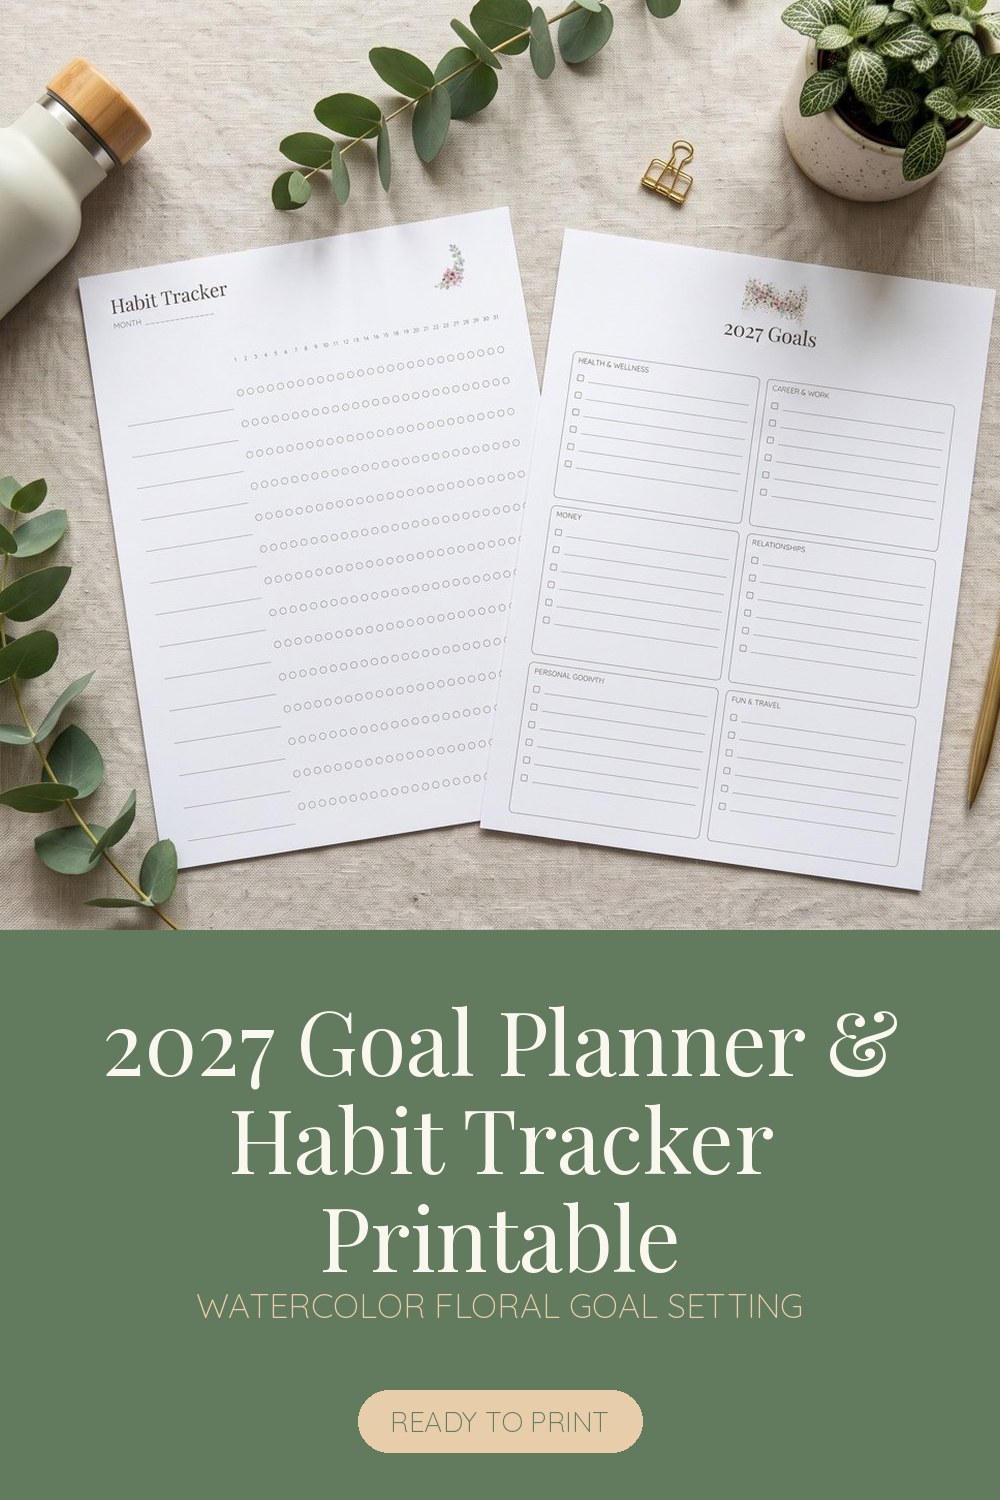 Habit Tracker
MONTH
1 2 3 4 5 6 7 8 9 10 11 12 13 14 15 16 17 18 19 20 21 22 23 24 25 26 27 28 29 30 31
2027 Goals
HEALTH & WELLNESS
CAREER & WORK
MONEY
RELATIONSHIPS
PERSONAL GOOIVTH
FUN & TRAVEL
2027 Goal Planner &
Habit Tracker
Printable
WATERCOLOR FLORAL GOAL SETTING
READY TO PRINT